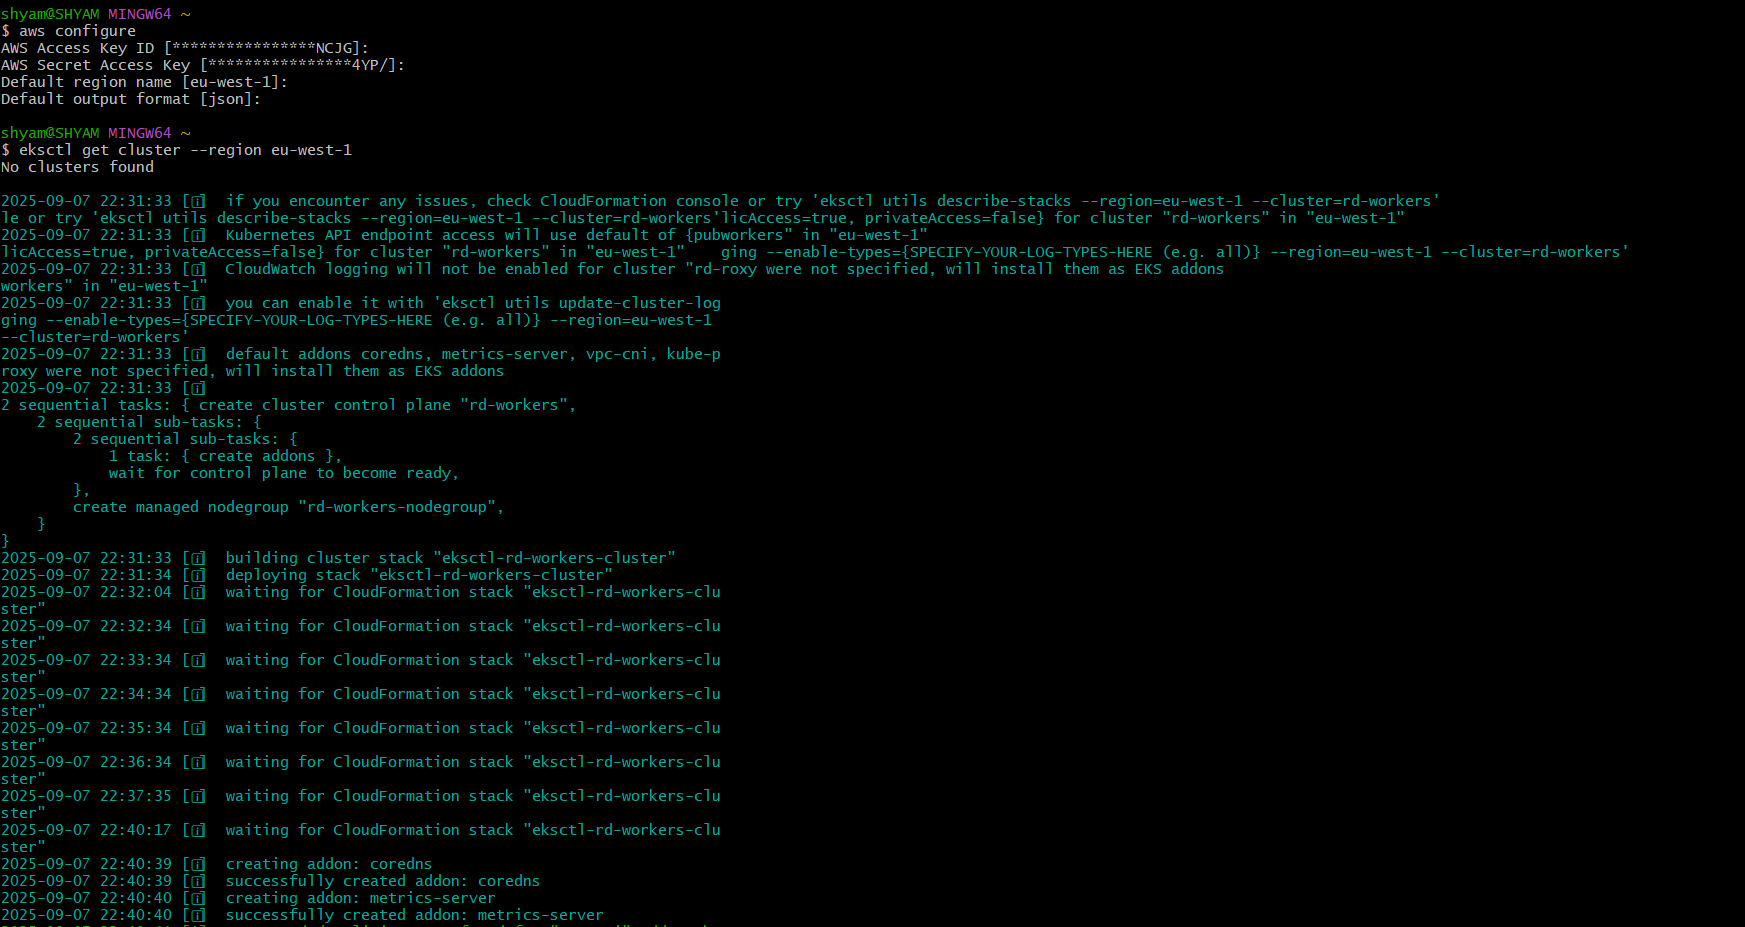 shyam@SHYAM MINGW64 ~
$ aws configure
AWS Access Key ID [****************NCJG]:
AWS Secret Access Key [****************4YP/]:
Default region name [eu-west-1]:
Default output format [json]:
shyam@SHYAM MINGW64 ~
$ eksctl get cluster --region eu-west-1
No clusters found
2025-09-07 22:31:33 [ℹ]  if you encounter any issues, check CloudFormation console or try 'eksctl utils describe-stacks --region=eu-west-1 --cluster=rd-workers'
le or try 'eksctl utils describe-stacks --region=eu-west-1 --cluster=rd-workers'licAccess=true, privateAccess=false} for cluster "rd-workers" in "eu-west-1"
2025-09-07 22:31:33 [ℹ]  Kubernetes API endpoint access will use default of {pubworkers" in "eu-west-1"
licAccess=true, privateAccess=false} for cluster "rd-workers" in "eu-west-1"    ging --enable-types={SPECIFY-YOUR-LOG-TYPES-HERE (e.g. all)} --region=eu-west-1 --cluster=rd-workers'
2025-09-07 22:31:33 [ℹ]  CloudWatch logging will not be enabled for cluster "rd-roxy were not specified, will install them as EKS addons
workers" in "eu-west-1"
2025-09-07 22:31:33 [ℹ]  you can enable it with 'eksctl utils update-cluster-log
ging --enable-types={SPECIFY-YOUR-LOG-TYPES-HERE (e.g. all)} --region=eu-west-1
--cluster=rd-workers'
2025-09-07 22:31:33 [ℹ]  default addons coredns, metrics-server, vpc-cni, kube-p
roxy were not specified, will install them as EKS addons
2025-09-07 22:31:33 [ℹ]
2 sequential tasks: { create cluster control plane "rd-workers",
    2 sequential sub-tasks: {
        2 sequential sub-tasks: {
            1 task: { create addons },
            wait for control plane to become ready,
        },
        create managed nodegroup "rd-workers-nodegroup",
    }
}
2025-09-07 22:31:33 [ℹ]  building cluster stack "eksctl-rd-workers-cluster"
2025-09-07 22:31:34 [ℹ]  deploying stack "eksctl-rd-workers-cluster"
2025-09-07 22:32:04 [ℹ]  waiting for CloudFormation stack "eksctl-rd-workers-clu
ster"
2025-09-07 22:32:34 [ℹ]  waiting for CloudFormation stack "eksctl-rd-workers-clu
ster"
2025-09-07 22:33:34 [ℹ]  waiting for CloudFormation stack "eksctl-rd-workers-clu
ster"
2025-09-07 22:34:34 [ℹ]  waiting for CloudFormation stack "eksctl-rd-workers-clu
ster"
2025-09-07 22:35:34 [ℹ]  waiting for CloudFormation stack "eksctl-rd-workers-clu
ster"
2025-09-07 22:36:34 [ℹ]  waiting for CloudFormation stack "eksctl-rd-workers-clu
ster"
2025-09-07 22:37:35 [ℹ]  waiting for CloudFormation stack "eksctl-rd-workers-clu
ster"
2025-09-07 22:40:17 [ℹ]  waiting for CloudFormation stack "eksctl-rd-workers-clu
ster"
2025-09-07 22:40:39 [ℹ]  creating addon: coredns
2025-09-07 22:40:39 [ℹ]  successfully created addon: coredns
2025-09-07 22:40:40 [ℹ]  creating addon: metrics-server
2025-09-07 22:40:40 [ℹ]  successfully created addon: metrics-server